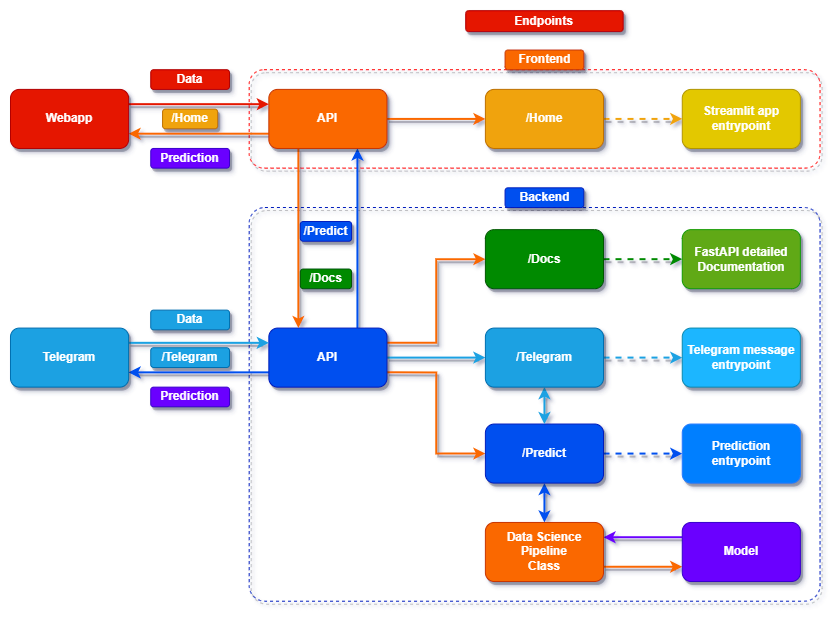 Endpoints
Frontend
Data
Webapp
/Home
API
/Home
Streamlit app
entrypoint
Prediction
Backend
/Predict
/Docs
/Docs
FastAPI detailed
Documentation
Data
Telegram
/Telegram
API
/Telegram
Telegram message
entrypoint
Prediction
/Predict
Prediction
entrypoint
Data Science
Pipeline
Class
Model